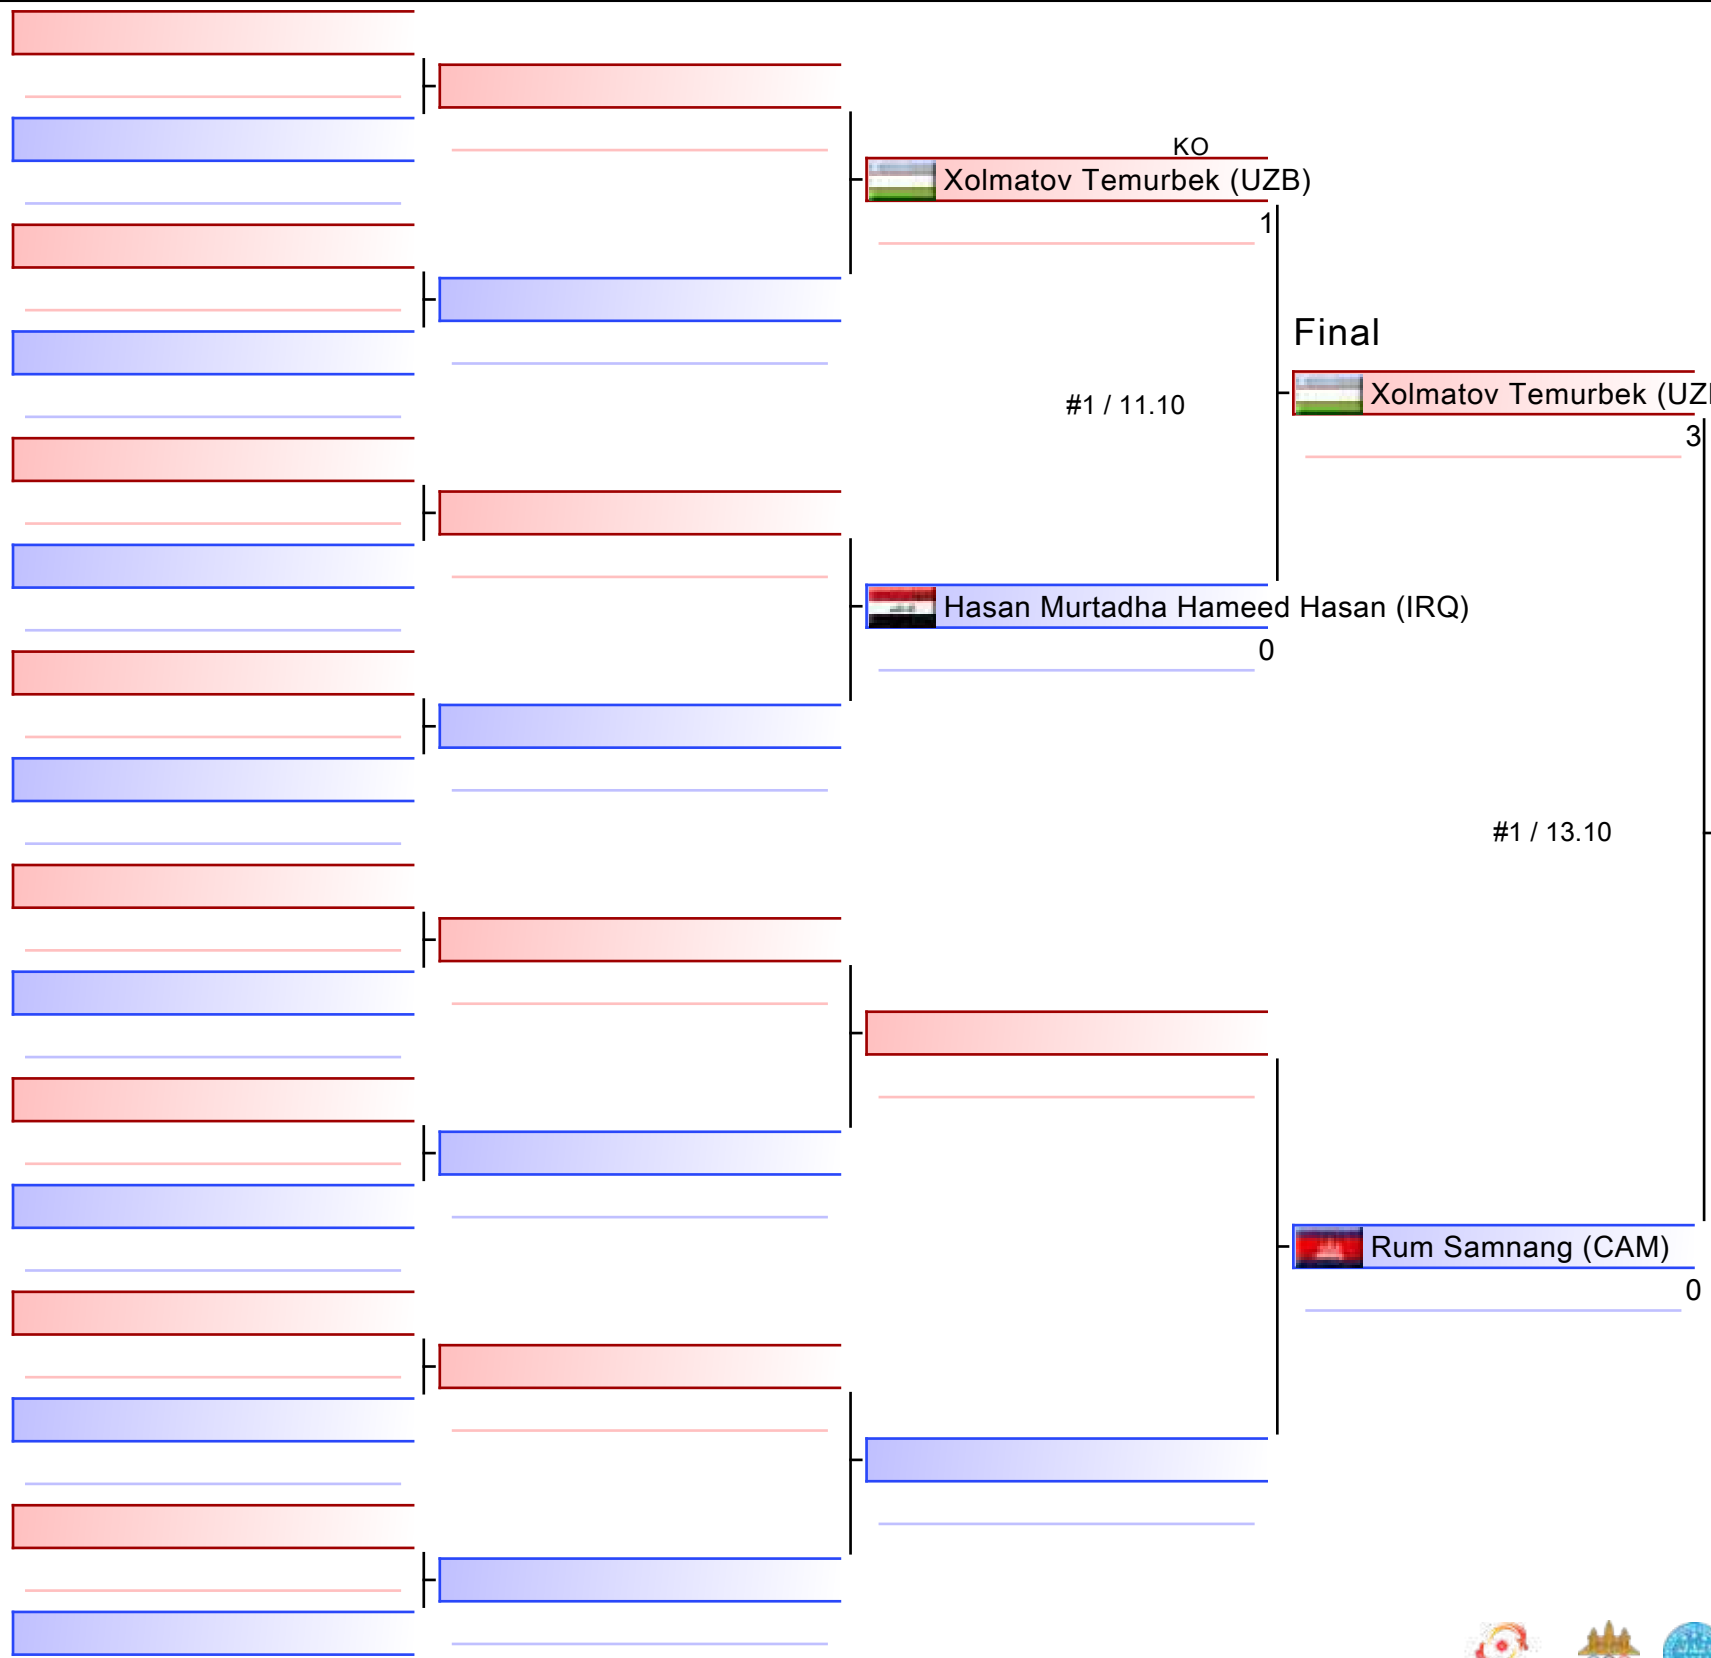 KO
Xolmatov Temurbek (UZB)
1
Final
#1 / 11.10
Xolmatov Temurbek (UZ
3
Hasan Murtadha Hameed Hasan (IRQ)
0
#1 / 13.10
Rum Samnang (CAM)
0